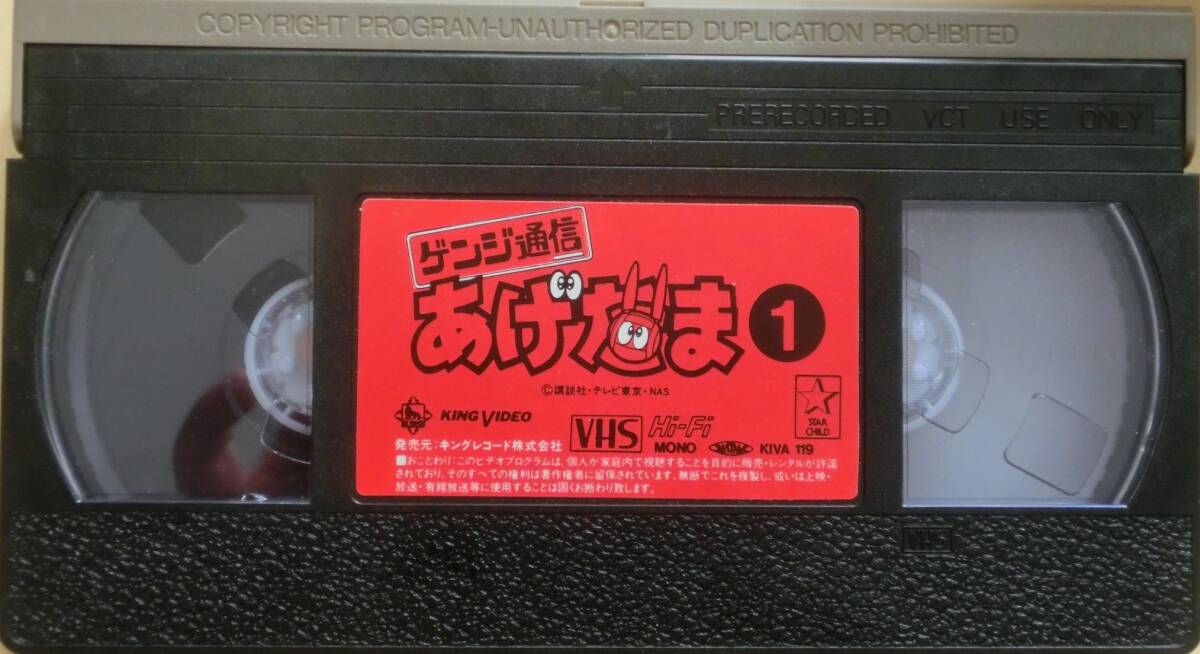 COPYRIGHT PROGRAM-UNAUTHORIZED DUPLICATION PROHIBITED
PRERECORDED VCT USE ONLY
ゲンジ通信
あげだま 1
©講談社・テレビ東京・NAS
KING VIDEO
発売元:キングレコード株式会社
VHS Hi-Fi
MONO
KIVA 119
STAR
CHILD
■おことわり:このビデオプログラムは、個人が家庭内で視聴することを目的に販売・レンタルが許諾
されており、そのすべての権利は著作権者に留保されています。無断でこれを複製し、或いは上映・
放送・有線放送等に使用することは固くお断わり致します。
VHS